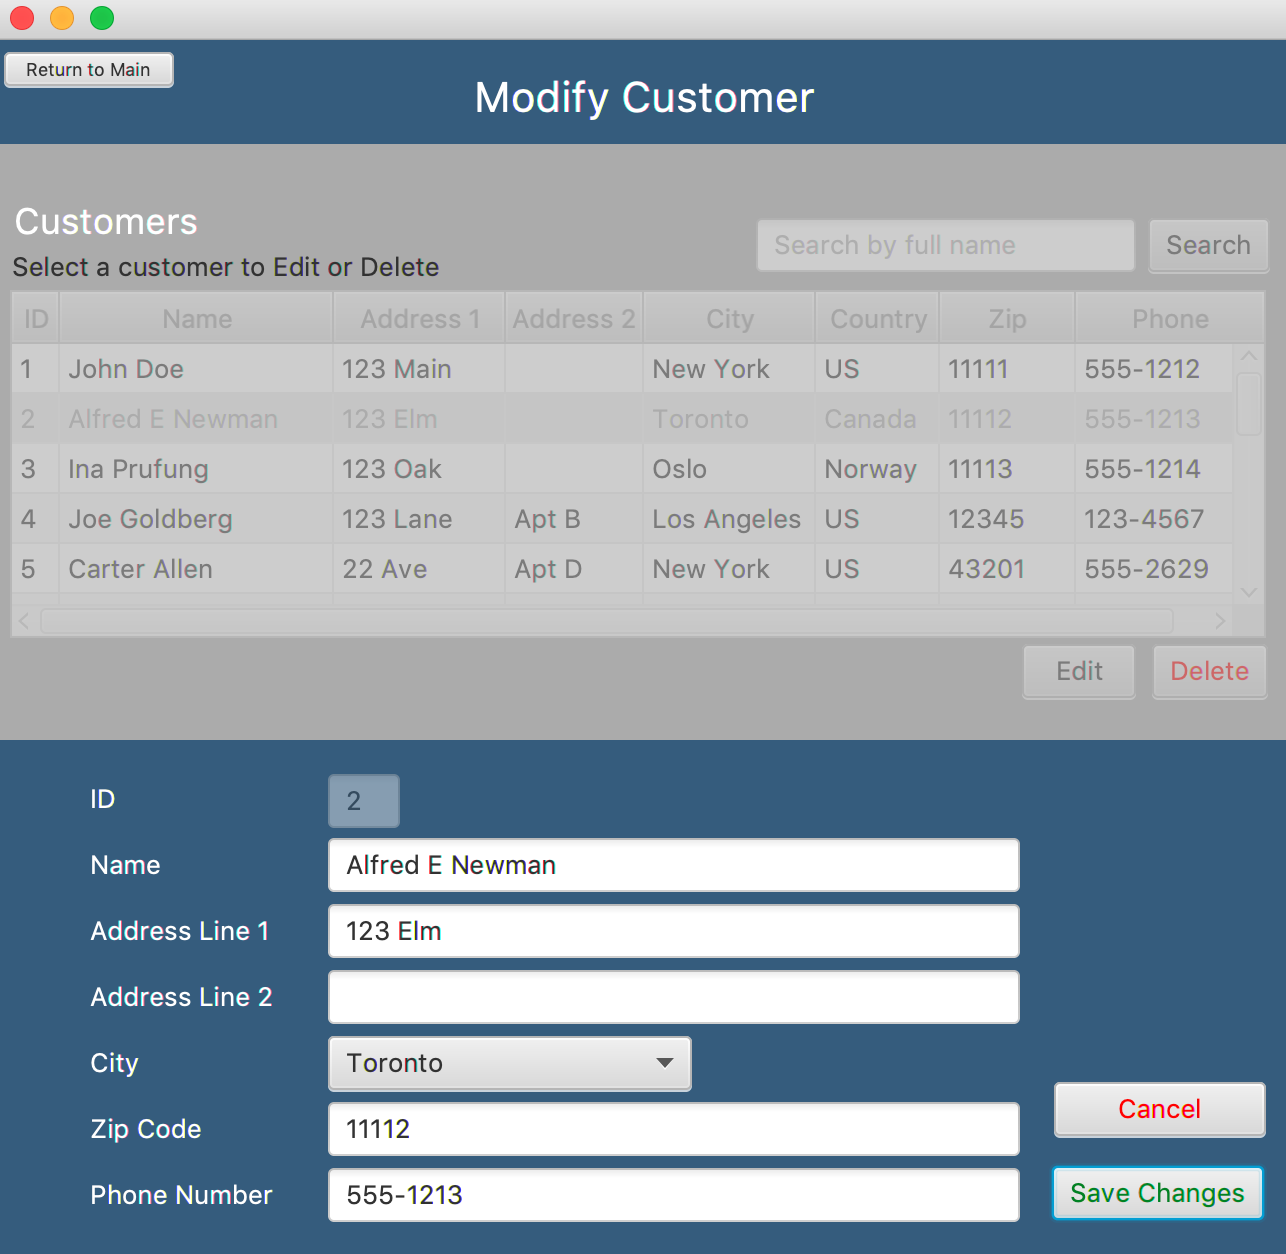 Return to Main
Modify Customer
Customers
Search by full name Search
Select a customer to Edit or Delete
ID Name Address 1 Address 2 City Country Zip Phone
1 John Doe 123 Main New York US 11111 555-1212
2 Alfred E Newman 123 Elm Toronto Canada 11112 555-1213
3 Ina Prufung 123 Oak Oslo Norway 11113 555-1214
4 Joe Goldberg 123 Lane Apt B Los Angeles US 12345 123-4567
5 Carter Allen 22 Ave Apt D New York US 43201 555-2629
Edit Delete
ID 2
Name Alfred E Newman
Address Line 1 123 Elm
Address Line 2
City Toronto
Cancel
Zip Code 11112
Phone Number 555-1213
Save Changes